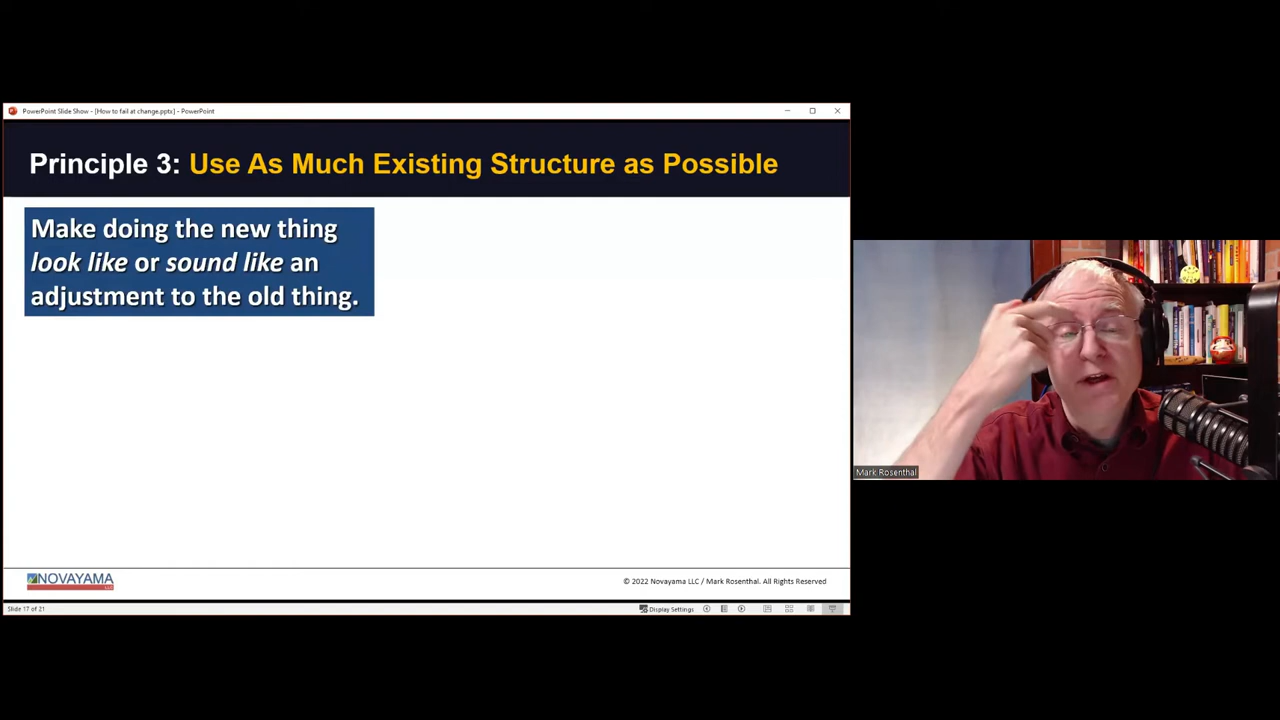 PowerPoint Slide Show - [How to fail at change.ppts] - PowerPoint
Principle 3: Use As Much Existing Structure as Possible
Make doing the new thing
look like or sound like an
adjustment to the old thing.
NOVAYAMA
LLC
© 2022 Novayama LLC / Mark Rosenthal. All Rights Reserved
Slide 17 of 21
Display Settings
Mark Rosenthal